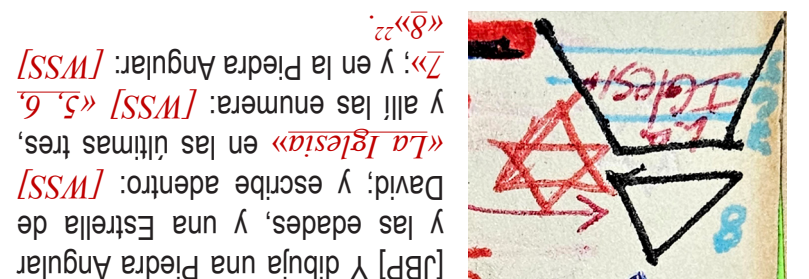 [JBP] Y dibuja una Piedra Angular
y las edades, y una Estrella de
David; y escribe adentro: [WSS]
«La Iglesia» en las últimas tres,
y allí las enumera: [WSS] «5, 6,
7»; y en la Piedra Angular: [WSS]
«8»²².
La
Iglesia
8